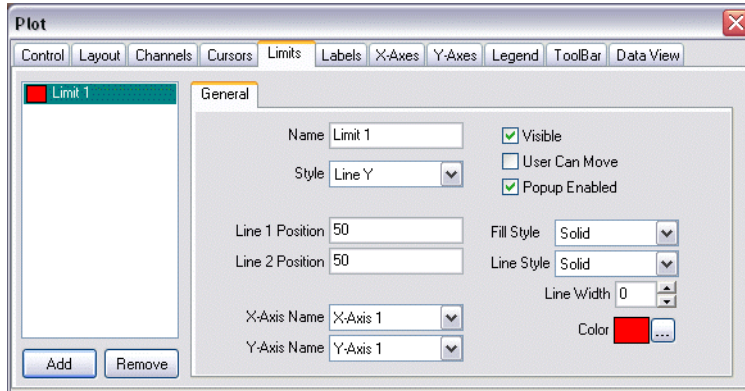 Plot
Control Layout Channels Cursors Limits Labels X-Axes Y-Axes Legend ToolBar Data View
Limit 1
General
Name Limit 1
Visible
User Can Move
Style Line Y
Popup Enabled
Line 1 Position 50
Fill Style Solid
Line 2 Position 50
Line Style Solid
Line Width 0
X-Axis Name X-Axis 1
Color ...
Y-Axis Name Y-Axis 1
Add Remove